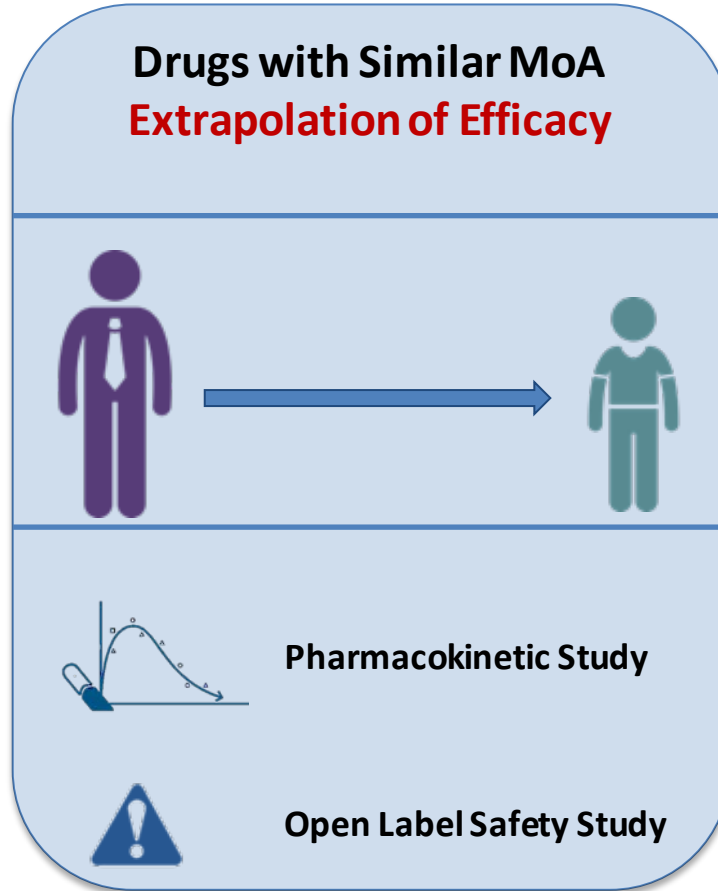 Drugs with Similar MoA
Extrapolation of Efficacy
Pharmacokinetic Study
Open Label Safety Study